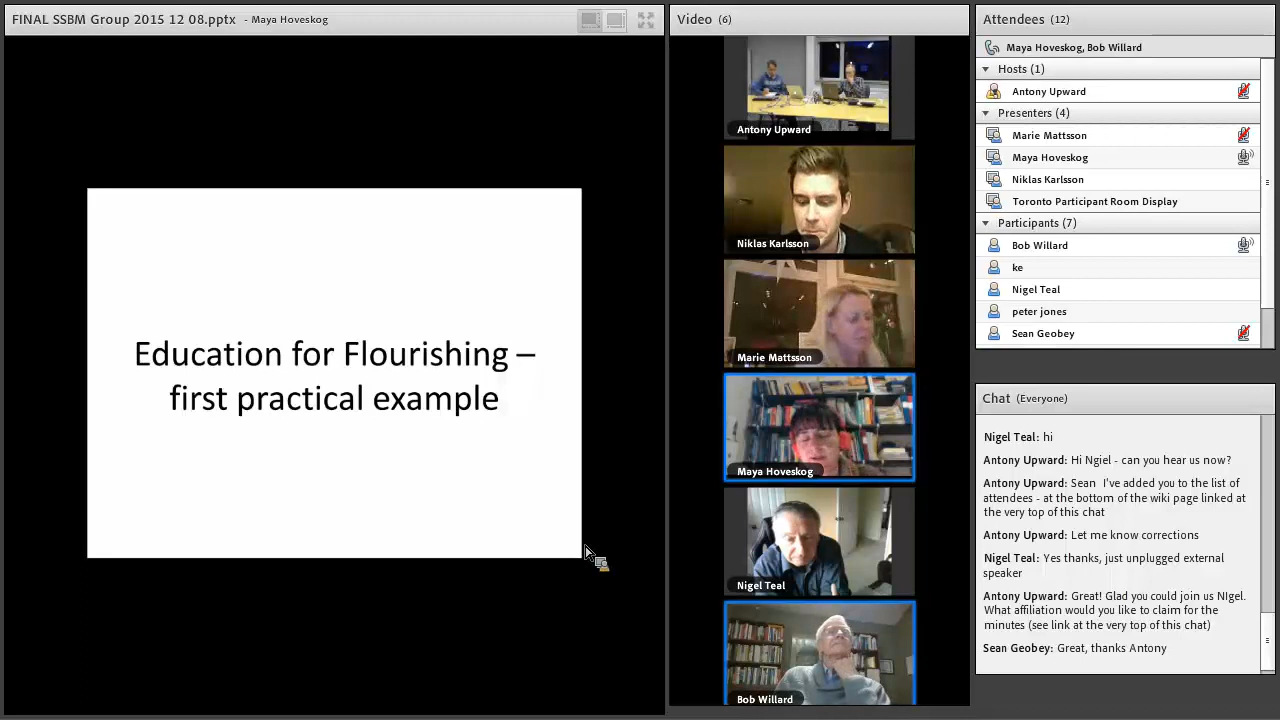 FINAL SSBM Group 2015 12 08.pptx - Maya Hoveskog
Education for Flourishing –
first practical example
Video (6)
Antony Upward
Niklas Karlsson
Marie Mattsson
Maya Hoveskog
Nigel Teal
Bob Willard
Attendees (12)
Maya Hoveskog, Bob Willard
Hosts (1)
Antony Upward
Presenters (4)
Marie Mattsson
Maya Hoveskog
Niklas Karlsson
Toronto Participant Room Display
Participants (7)
Bob Willard
ke
Nigel Teal
peter jones
Sean Geobey
Chat (Everyone)
Nigel Teal: hi
Antony Upward: Hi Ngiel - can you hear us now?
Antony Upward: Sean I've added you to the list of
attendees - at the bottom of the wiki page linked at
the very top of this chat
Antony Upward: Let me know corrections
Nigel Teal: Yes thanks, just unplugged external
speaker
Antony Upward: Great! Glad you could join us NIgel.
What affiliation would you like to claim for the
minutes (see link at the very top of this chat)
Sean Geobey: Great, thanks Antony